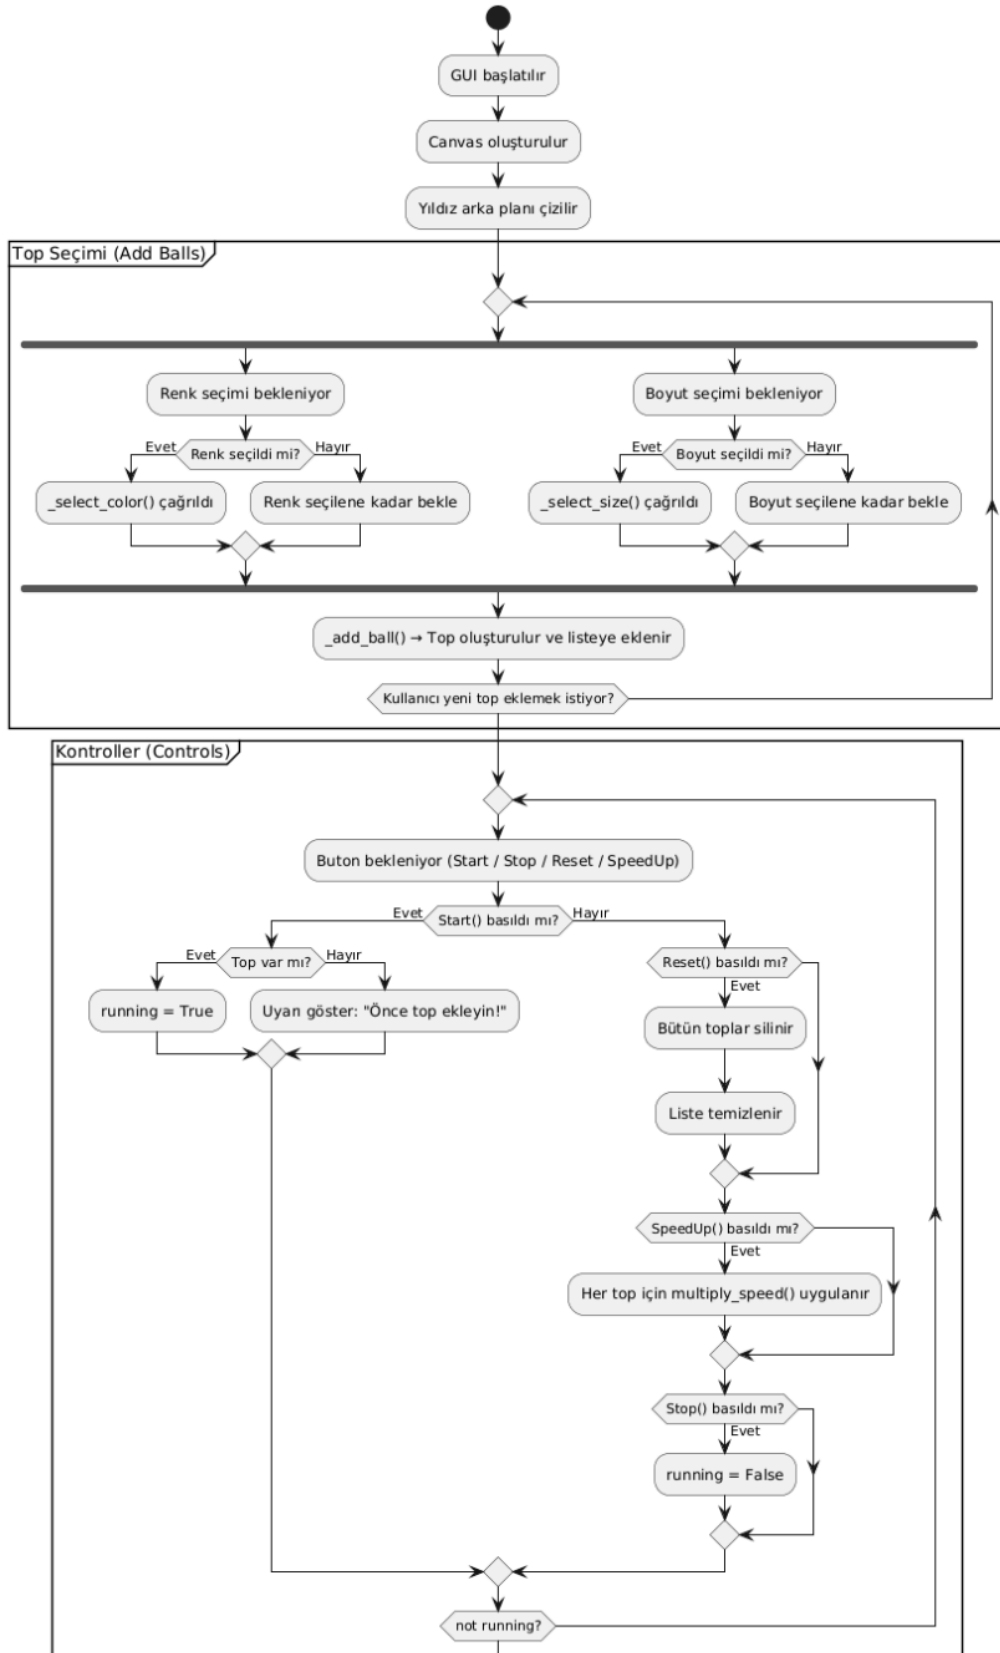 GUI başlatılır
Canvas oluşturulur
Yıldız arka planı çizilir
Top Seçimi (Add Balls)
Renk seçimi bekleniyor
Boyut seçimi bekleniyor
Evet
Renk seçildi mi?
Hayır
Evet
Boyut seçildi mi?
Hayır
_select_color() çağrıldı
Renk seçilene kadar bekle
_select_size() çağrıldı
Boyut seçilene kadar bekle
_add_ball() → Top oluşturulur ve listeye eklenir
Kullanıcı yeni top eklemek istiyor?
Kontroller (Controls)
Buton bekleniyor (Start / Stop / Reset / SpeedUp)
Evet
Start() basıldı mı?
Hayır
Evet
Top var mı?
Hayır
Reset() basıldı mı?
Evet
running = True
Uyarı göster: "Önce top ekleyin!"
Bütün toplar silinir
Liste temizlenir
SpeedUp() basıldı mı?
Evet
Her top için multiply_speed() uygulanır
Stop() basıldı mı?
Evet
running = False
not running?